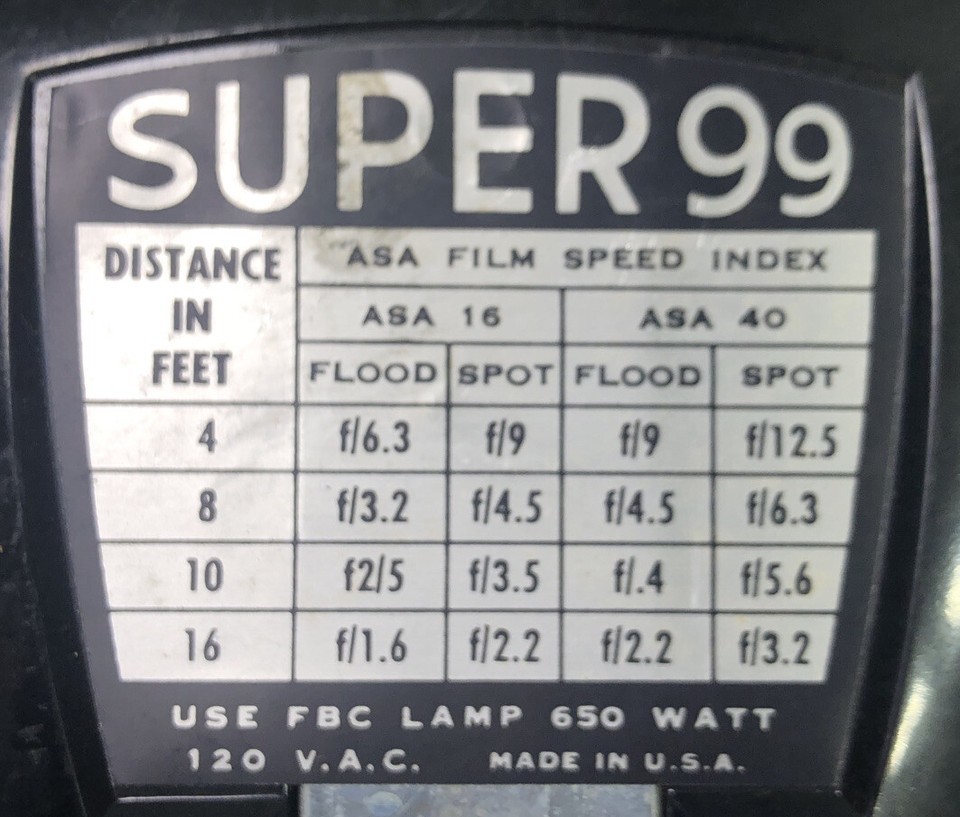 SUPER 99
DISTANCE IN FEET
ASA FILM SPEED INDEX
ASA 16 ASA 40
FLOOD SPOT FLOOD SPOT
4 f/6.3 f/9 f/9 f/12.5
8 f/3.2 f/4.5 f/4.5 f/6.3
10 f2/5 f/3.5 f/.4 f/5.6
16 f/1.6 f/2.2 f/2.2 f/3.2
USE FBC LAMP 650 WATT
120 V.A.C. MADE IN U.S.A.